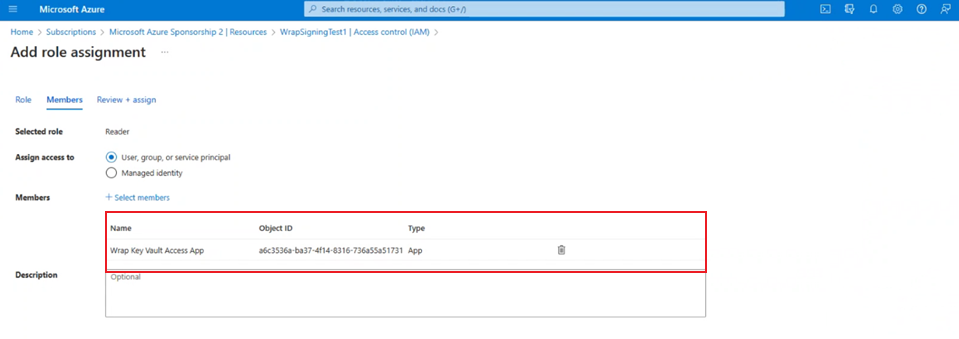 Microsoft Azure
Search resources, services, and docs (G+/)
Home > Subscriptions > Microsoft Azure Sponsorship 2 | Resources > WrapSigningTest1 | Access control (IAM) >
Add role assignment ...
Role Members Review + assign
Selected role Reader
Assign access to User, group, or service principal
Managed identity
Members + Select members
Name Object ID Type
Wrap Key Vault Access App a6c3536a-ba37-4f14-8316-736a55a51731 App
Description Optional